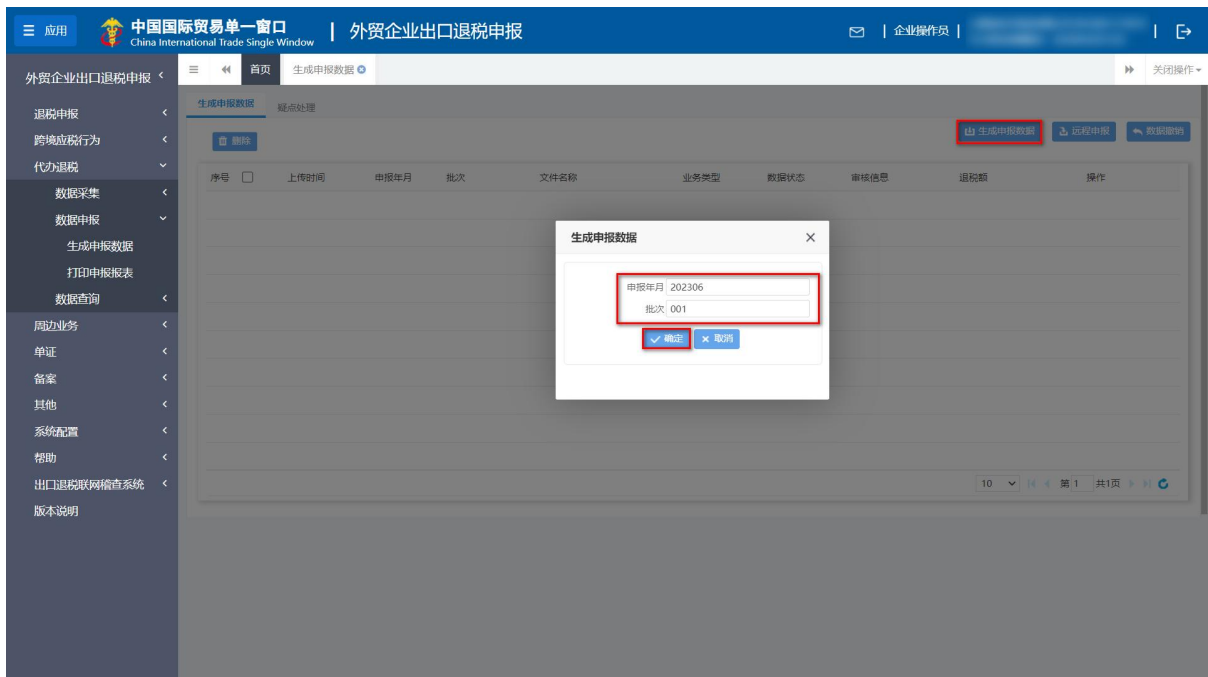 应用
中国国际贸易单一窗口
China International Trade Single Window
外贸企业出口退税申报
企业操作员
外贸企业出口退税申报
首页
生成申报数据
关闭操作
退税申报
跨境应税行为
代办退税
数据采集
数据申报
生成申报数据
打印申报报表
数据查询
周边业务
单证
备案
其他
系统配置
帮助
出口退税联网稽查系统
版本说明
生成申报数据 疑点处理
删除
生成申报数据 远程申报 数据撤销
序号 上传时间 申报年月 批次 文件名称 业务类型 数据状态 审核信息 退税额 操作
生成申报数据
申报年月 202306
批次 001
确定 取消
10 第 1 共1页